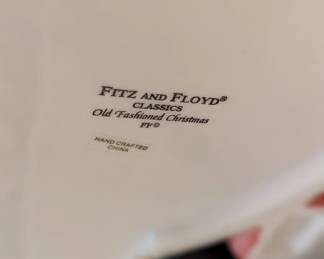 FITZ AND FLOYD®
CLASSICS
Old Fashioned Christmas
FF©
HAND CRAFTED
CHINA